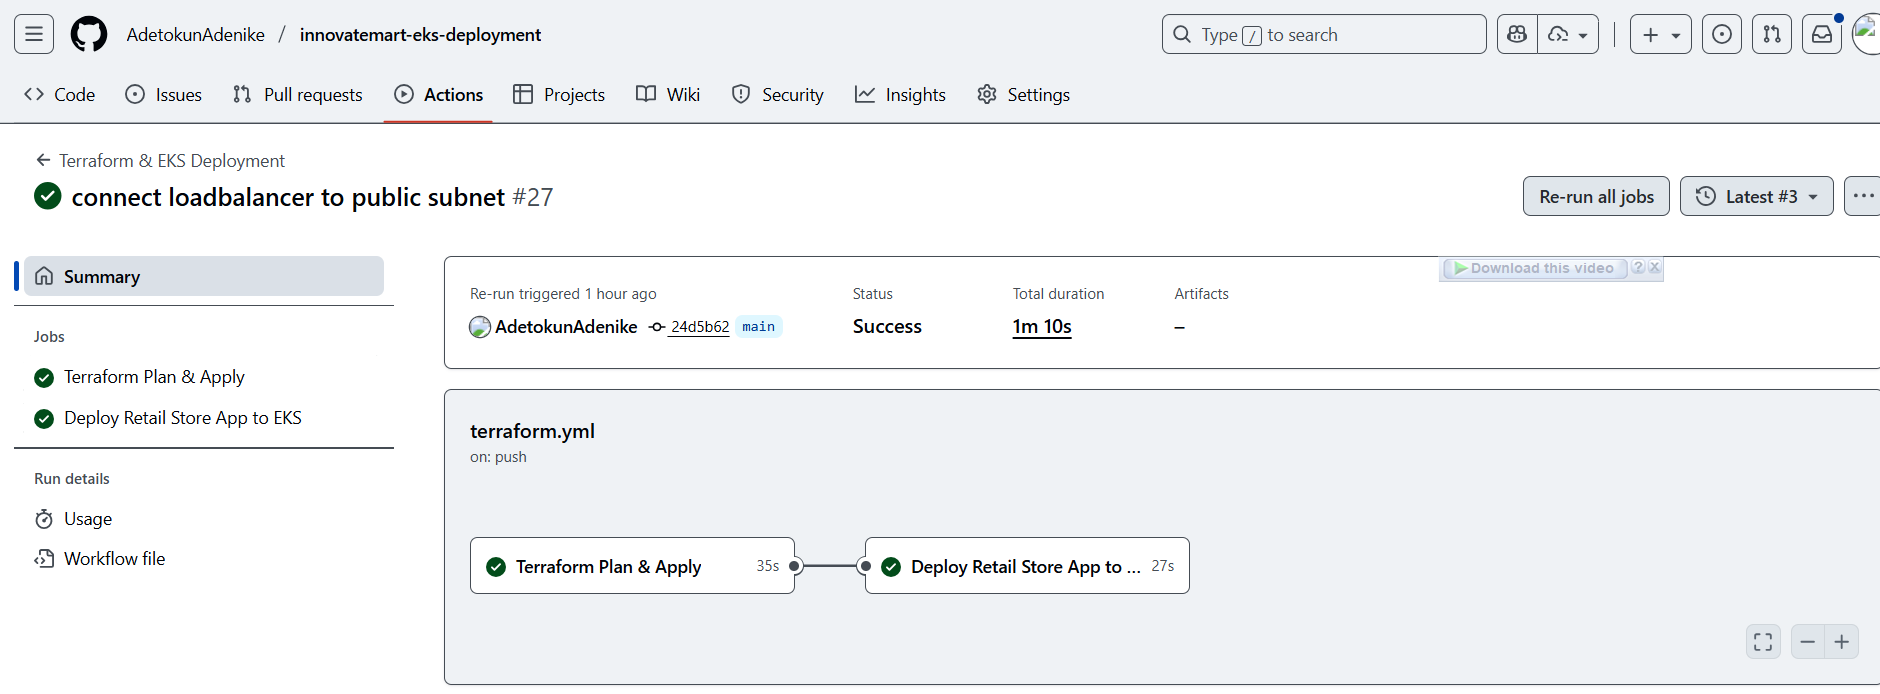 AdetokunAdenike / innovatemart-eks-deployment
Type / to search
Code Issues Pull requests Actions Projects Wiki Security Insights Settings
Terraform & EKS Deployment
connect loadbalancer to public subnet #27
Re-run all jobs
Latest #3
Summary
Jobs
Terraform Plan & Apply
Deploy Retail Store App to EKS
Run details
Usage
Workflow file
Download this video ? X
Re-run triggered 1 hour ago
AdetokunAdenike 24d5b62 main
Status
Success
Total duration
1m 10s
Artifacts
–
terraform.yml
on: push
Terraform Plan & Apply 35s
Deploy Retail Store App to ... 27s